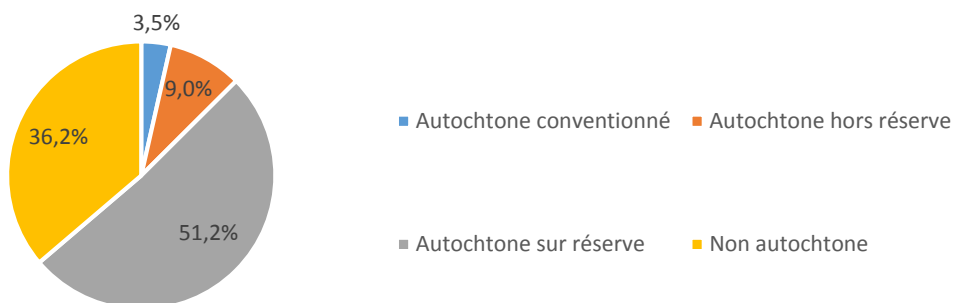 3,5%
9,0%
36,2%
51,2%
Autochtone conventionné
Autochtone hors réserve
Autochtone sur réserve
Non autochtone